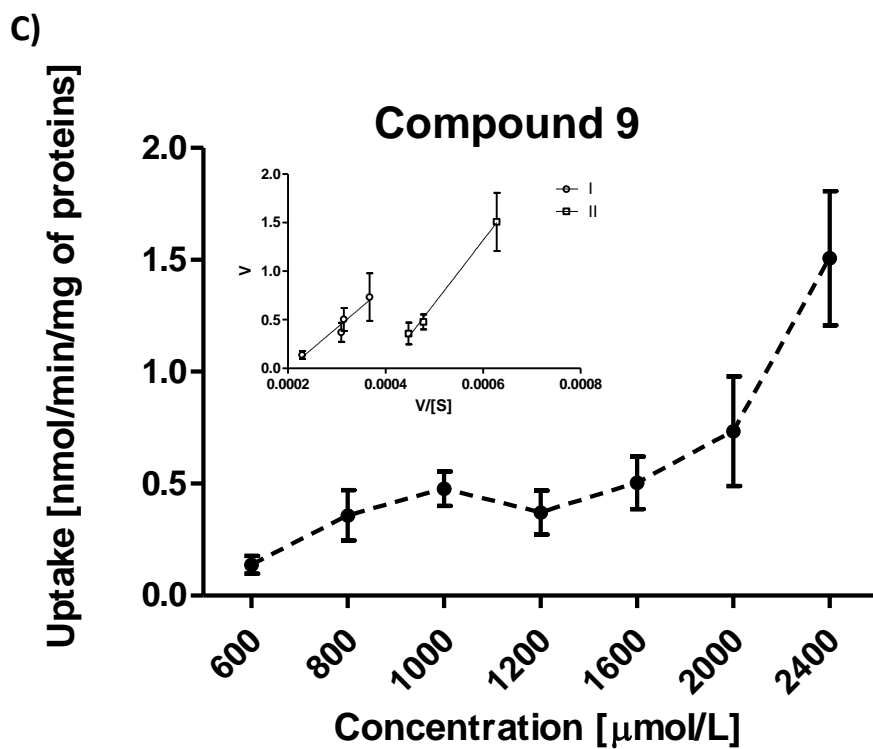 C)
Compound 9
Uptake [nmol/min/mg of proteins]
2.0
1.5
1.0
0.5
0.0
V
2.0
1.5
1.0
0.5
0.0
0.0002 0.0004 0.0006 0.0008
V/[S]
I
II
600 800 1000 1200 1600 2000 2400
Concentration [μmol/L]